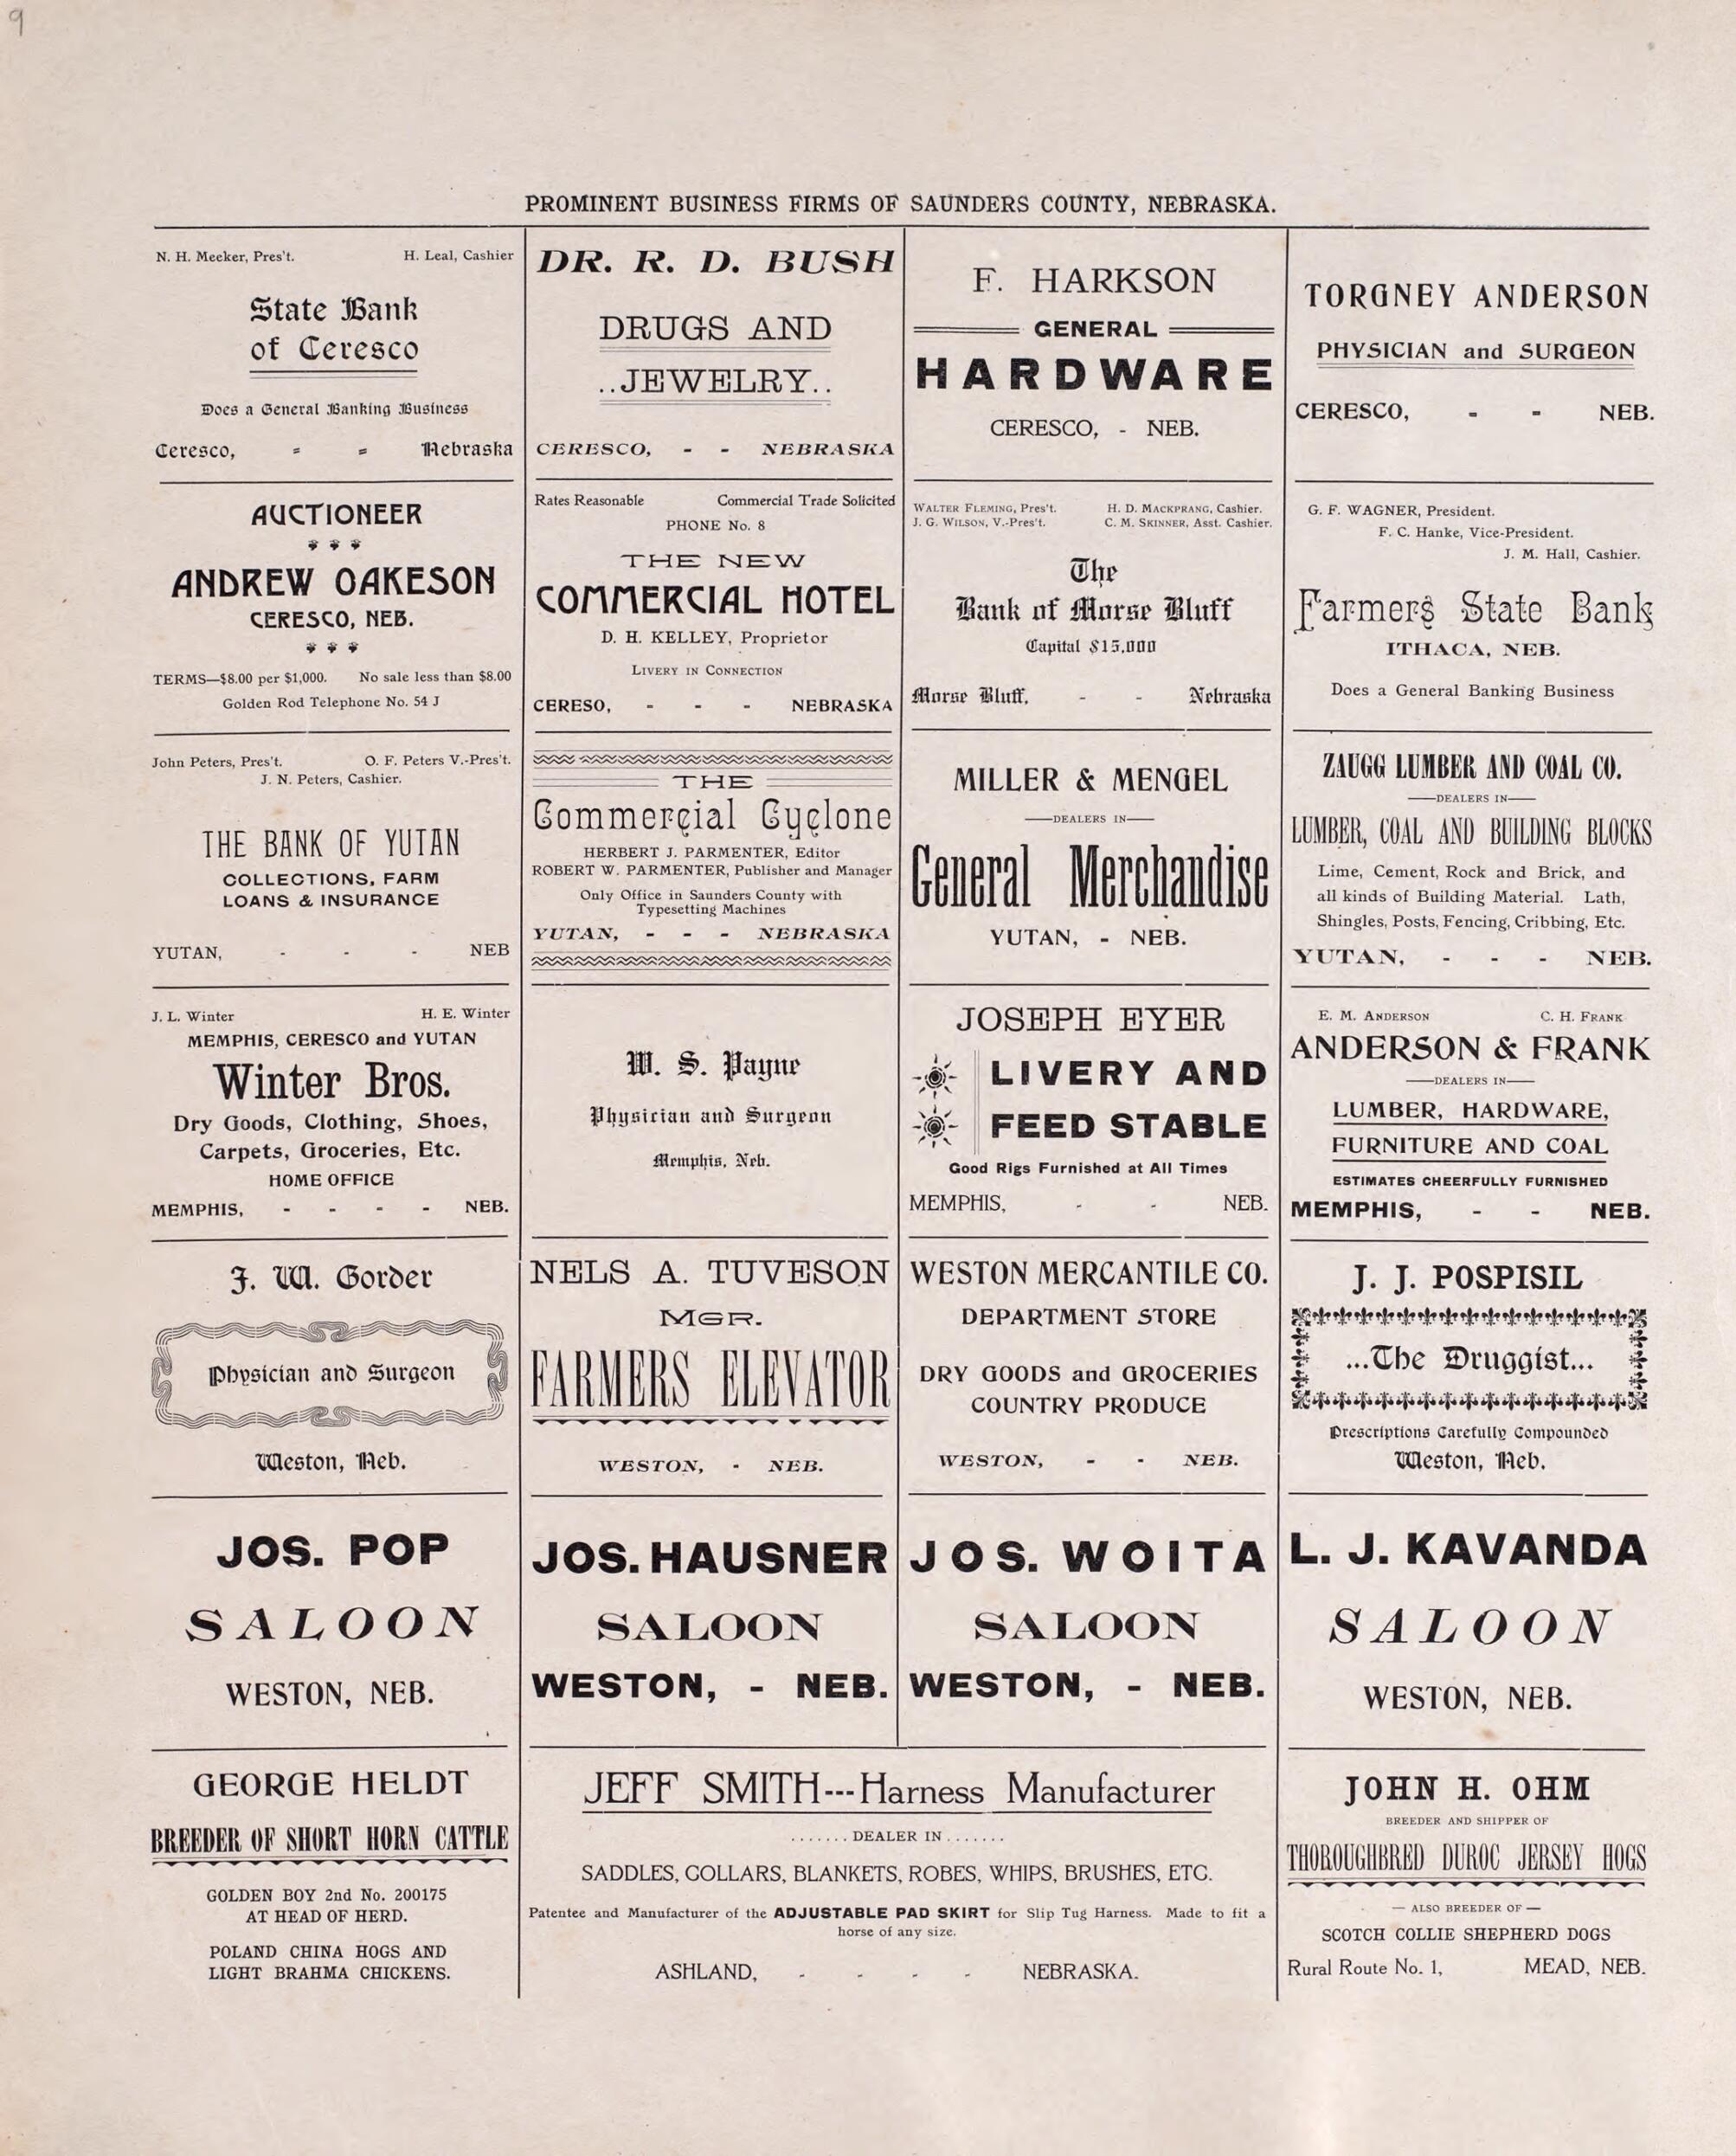 9
PROMINENT BUSINESS FIRMS OF SAUNDERS COUNTY, NEBRASKA.
N. H. Meeker, Pres't. H. Leal, Cashier
State Bank
of Ceresco
Does a General Banking Business
Ceresco, - - Nebraska
DR. R. D. BUSH
DRUGS AND
..JEWELRY..
CERESCO, - - NEBRASKA
F. HARKSON
GENERAL
HARDWARE
CERESCO, - NEB.
TORGNEY ANDERSON
PHYSICIAN and SURGEON
CERESCO, - - NEB.
AUCTIONEER
ANDREW OAKESON
CERESCO, NEB.
TERMS—$8.00 per $1,000. No sale less than $8.00
Golden Rod Telephone No. 54 J
Rates Reasonable Commercial Trade Solicited
PHONE No. 8
THE NEW
COMMERCIAL HOTEL
D. H. KELLEY, Proprietor
LIVERY IN CONNECTION
CERESO, - - - NEBRASKA
WALTER FLEMING, Pres't. H. D. MACKPRANG, Cashier.
J. G. WILSON, V.-Pres't. C. M. SKINNER, Asst. Cashier.
The
Bank of Morse Bluff
Capital $15,000
Morse Bluff, - - Nebraska
G. F. WAGNER, President.
F. C. Hanke, Vice-President.
J. M. Hall, Cashier.
Farmers State Bank
ITHACA, NEB.
Does a General Banking Business
John Peters, Pres't. O. F. Peters V.-Pres't.
J. N. Peters, Cashier.
THE BANK OF YUTAN
COLLECTIONS, FARM
LOANS & INSURANCE
YUTAN, - - - NEB
THE
Commercial Cyclone
HERBERT J. PARMENTER, Editor
ROBERT W. PARMENTER, Publisher and Manager
Only Office in Saunders County with
Typesetting Machines
YUTAN, - - - NEBRASKA
MILLER & MENGEL
—DEALERS IN—
General Merchandise
YUTAN, - NEB.
ZAUGG LUMBER AND COAL CO.
—DEALERS IN—
LUMBER, COAL AND BUILDING BLOCKS
Lime, Cement, Rock and Brick, and
all kinds of Building Material. Lath,
Shingles, Posts, Fencing, Cribbing, Etc.
YUTAN, - - - NEB.
J. L. Winter H. E. Winter
MEMPHIS, CERESCO and YUTAN
Winter Bros.
Dry Goods, Clothing, Shoes,
Carpets, Groceries, Etc.
HOME OFFICE
MEMPHIS, - - - - NEB.
W. S. Payne
Physician and Surgeon
Memphis, Neb.
JOSEPH EYER
LIVERY AND
FEED STABLE
Good Rigs Furnished at All Times
MEMPHIS, - - NEB.
E. M. ANDERSON C. H. FRANK
ANDERSON & FRANK
—DEALERS IN—
LUMBER, HARDWARE,
FURNITURE AND COAL
ESTIMATES CHEERFULLY FURNISHED
MEMPHIS, - - NEB.
J. W. Gorder
Physician and Surgeon
Weston, Neb.
NELS A. TUVESON
MGR.
FARMERS ELEVATOR
WESTON, - NEB.
WESTON MERCANTILE CO.
DEPARTMENT STORE
DRY GOODS and GROCERIES
COUNTRY PRODUCE
WESTON, - - NEB.
J. J. POSPISIL
...The Druggist...
Prescriptions Carefully Compounded
Weston, Neb.
JOS. POP
SALOON
WESTON, NEB.
JOS. HAUSNER
SALOON
WESTON, - NEB.
JOS. WOITA
SALOON
WESTON, - NEB.
L. J. KAVANDA
SALOON
WESTON, NEB.
GEORGE HELDT
BREEDER OF SHORT HORN CATTLE
GOLDEN BOY 2nd No. 200175
AT HEAD OF HERD.
POLAND CHINA HOGS AND
LIGHT BRAHMA CHICKENS.
JEFF SMITH---Harness Manufacturer
.......DEALER IN.......
SADDLES, COLLARS, BLANKETS, ROBES, WHIPS, BRUSHES, ETC.
Patentee and Manufacturer of the ADJUSTABLE PAD SKIRT for Slip Tug Harness. Made to fit a
horse of any size.
ASHLAND, - - - - NEBRASKA.
JOHN H. OHM
BREEDER AND SHIPPER OF
THOROUGHBRED DUROC JERSEY HOGS
— ALSO BREEDER OF —
SCOTCH COLLIE SHEPHERD DOGS
Rural Route No. 1, MEAD, NEB.